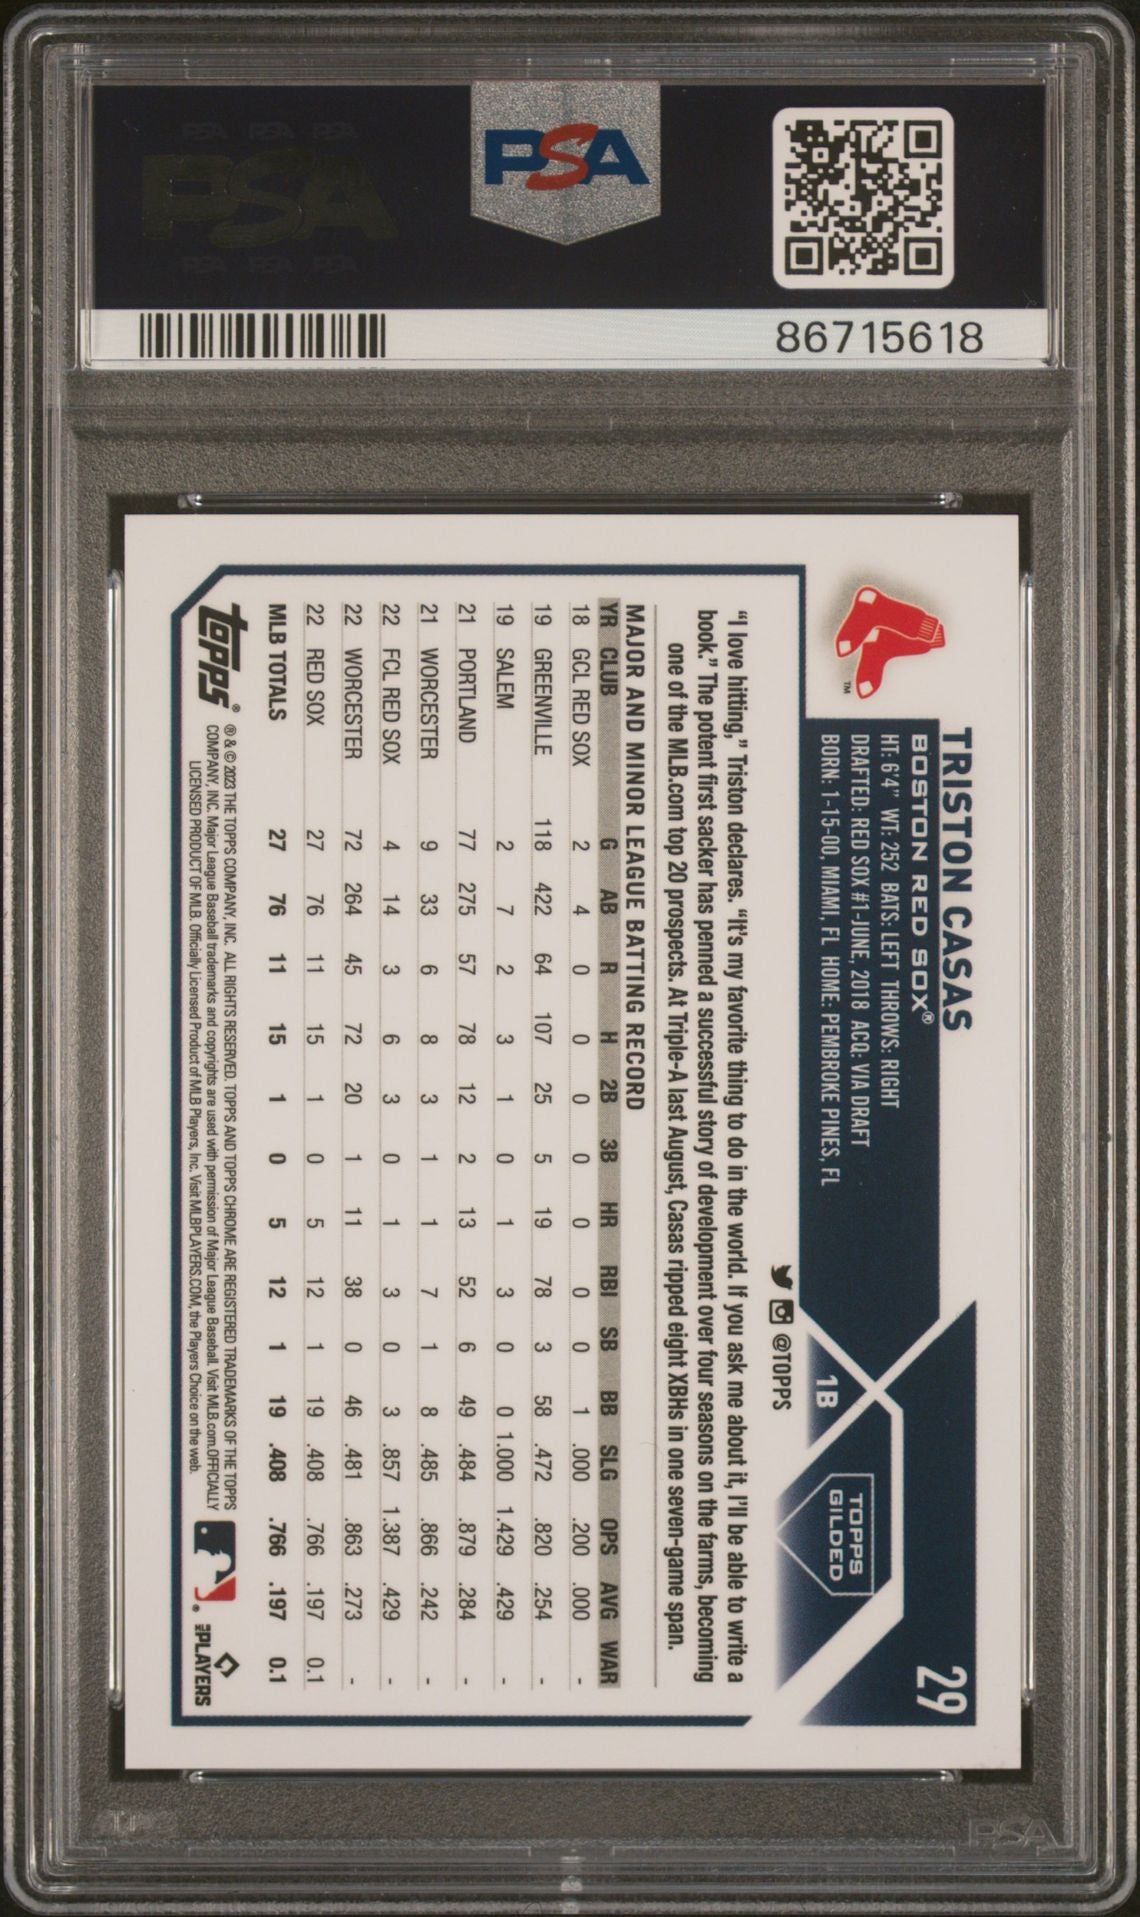 PSA PSA PSA
PSA
PSA PSA PSA
PSA
86715618
TRISTON CASAS
BOSTON RED SOX®
HT: 6'4" WT: 252 BATS: LEFT THROWS: RIGHT
DRAFTED: RED SOX #1-JUNE, 2018 ACQ: VIA DRAFT
BORN: 1-15-00, MIAMI, FL HOME: PEMBROKE PINES, FL
TM
29
1B
TOPPS
GILDED
@TOPPS
“I love hitting,” Triston declares. “It’s my favorite thing to do in the world. If you ask me about it, I’ll be able to write a
book.” The potent first sacker has penned a successful story of development over four seasons on the farms, becoming
one of the MLB.com top 20 prospects. At Triple-A last August, Casas ripped eight XBHs in one seven-game span.
MAJOR AND MINOR LEAGUE BATTING RECORD
YR CLUB G AB R H 2B 3B HR RBI SB BB SLG OPS AVG WAR
18 GCL RED SOX 2 4 0 0 0 0 0 0 0 1 .000 .200 .000 -
19 GREENVILLE 118 422 64 107 25 5 19 78 3 58 .472 .820 .254 -
19 SALEM 2 7 2 3 1 0 1 3 0 0 1.000 1.429 .429 -
21 PORTLAND 77 275 57 78 12 2 13 52 6 49 .484 .879 .284 -
21 WORCESTER 9 33 6 8 3 1 1 7 1 8 .485 .866 .242 -
22 FCL RED SOX 4 14 3 6 3 0 1 3 0 3 .857 1.387 .429 -
22 WORCESTER 72 264 45 72 20 1 11 38 0 46 .481 .863 .273 -
22 RED SOX 27 76 11 15 1 0 5 12 1 19 .408 .766 .197 0.1
MLB TOTALS 27 76 11 15 1 0 5 12 1 19 .408 .766 .197 0.1
topps®
® & © 2023 THE TOPPS COMPANY, INC. ALL RIGHTS RESERVED. TOPPS AND TOPPS CHROME ARE REGISTERED TRADEMARKS OF THE TOPPS
COMPANY, INC. Major League Baseball trademarks and copyrights are used with permission of Major League Baseball. Visit MLB.com.OFFICIALLY
LICENSED PRODUCT OF MLB. Officially Licensed Product of MLB Players, Inc. Visit MLBPLAYERS.COM, the Players Choice on the web.
®
MLB PLAYERS
PSA